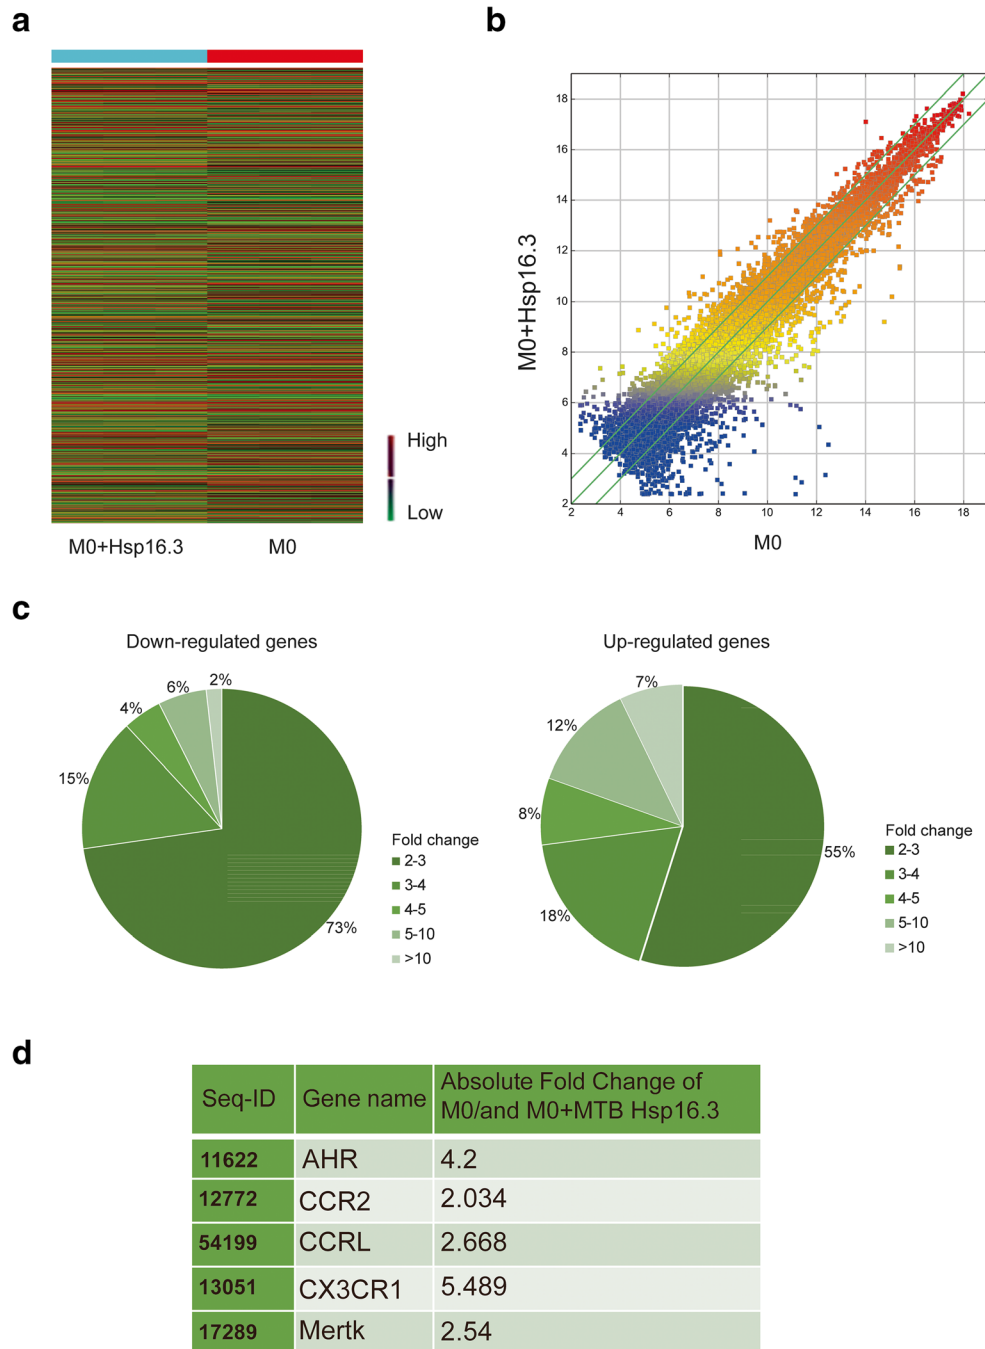 a
High
Low
M0+Hsp16.3
M0
b
M0+Hsp16.3
18
16
14
12
10
8
6
4
2
2
4
6
8
10
12
14
16
18
M0
c
Down-regulated genes
2%
6%
4%
15%
73%
Fold change
2-3
3-4
4-5
5-10
>10
Up-regulated genes
7%
12%
8%
18%
55%
Fold change
2-3
3-4
4-5
5-10
>10
d
Seq-ID
Gene name
Absolute Fold Change of
M0/and M0+MTB Hsp16.3
11622 AHR 4.2
12772 CCR2 2.034
54199 CCRL 2.668
13051 CX3CR1 5.489
17289 Mertk 2.54